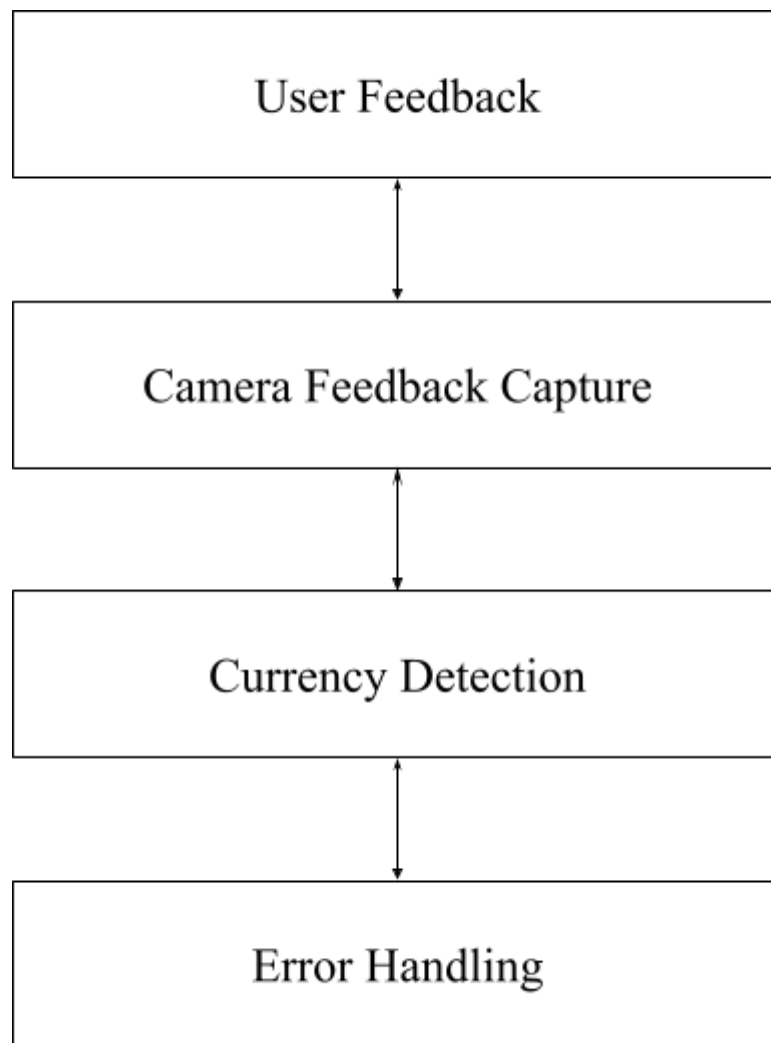 User Feedback
Camera Feedback Capture
Currency Detection
Error Handling